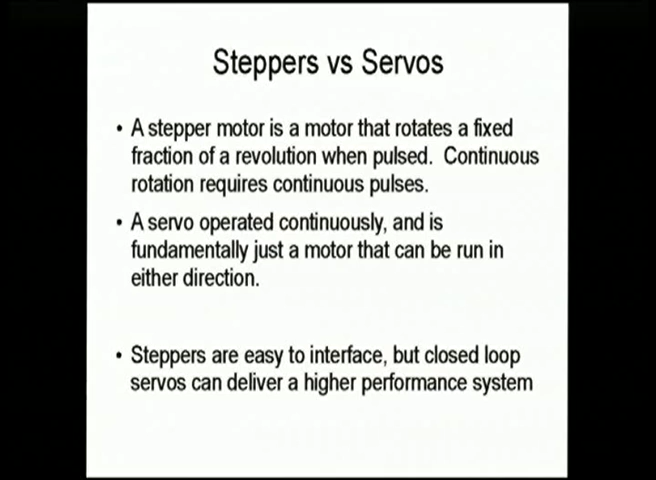 Steppers vs Servos
• A stepper motor is a motor that rotates a fixed
fraction of a revolution when pulsed. Continuous
rotation requires continuous pulses.
• A servo operated continuously, and is
fundamentally just a motor that can be run in
either direction.
• Steppers are easy to interface, but closed loop
servos can deliver a higher performance system